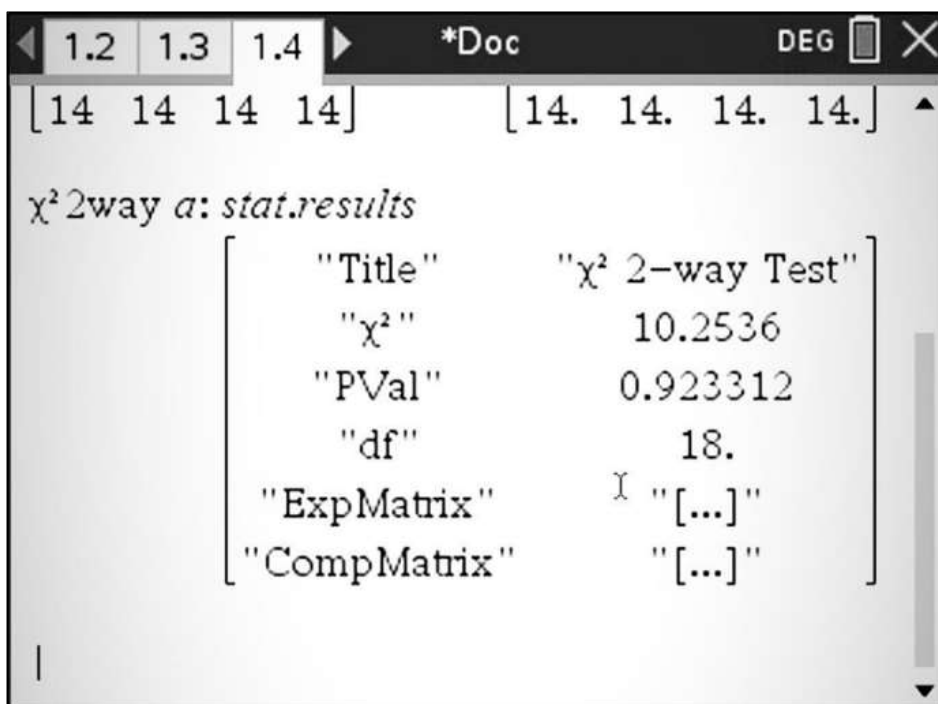 1.2 1.3 1.4 *Doc DEG
[14 14 14 14] [14. 14. 14. 14.]
χ² 2way a: stat.results
"Title" "χ² 2−way Test"
"χ²" 10.2536
"PVal" 0.923312
"df" 18.
"ExpMatrix" "[...]"
"CompMatrix" "[...]"